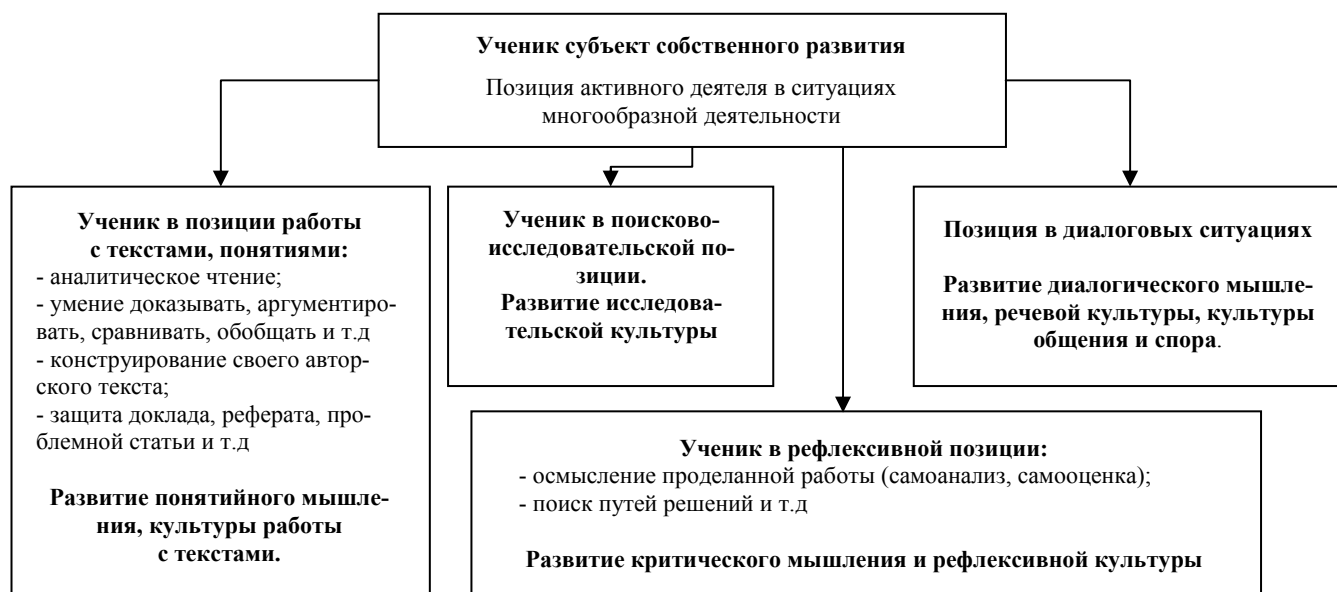 Ученик субъект собственного развития
Позиция активного деятеля в ситуациях
многообразной деятельности
Ученик в позиции работы
с текстами, понятиями:
- аналитическое чтение;
- умение доказывать, аргументиро-
вать, сравнивать, обобщать и т.д
- конструирование своего автор-
ского текста;
- защита доклада, реферата, про-
блемной статьи и т.д
Развитие понятийного мышле-
ния, культуры работы
с текстами.
Ученик в поисково-
исследовательской по-
зиции.
Развитие исследова-
тельской культуры
Позиция в диалоговых ситуациях
Развитие диалогического мышле-
ния, речевой культуры, культуры
общения и спора.
Ученик в рефлексивной позиции:
- осмысление проделанной работы (самоанализ, самооценка);
- поиск путей решений и т.д
Развитие критического мышления и рефлексивной культуры